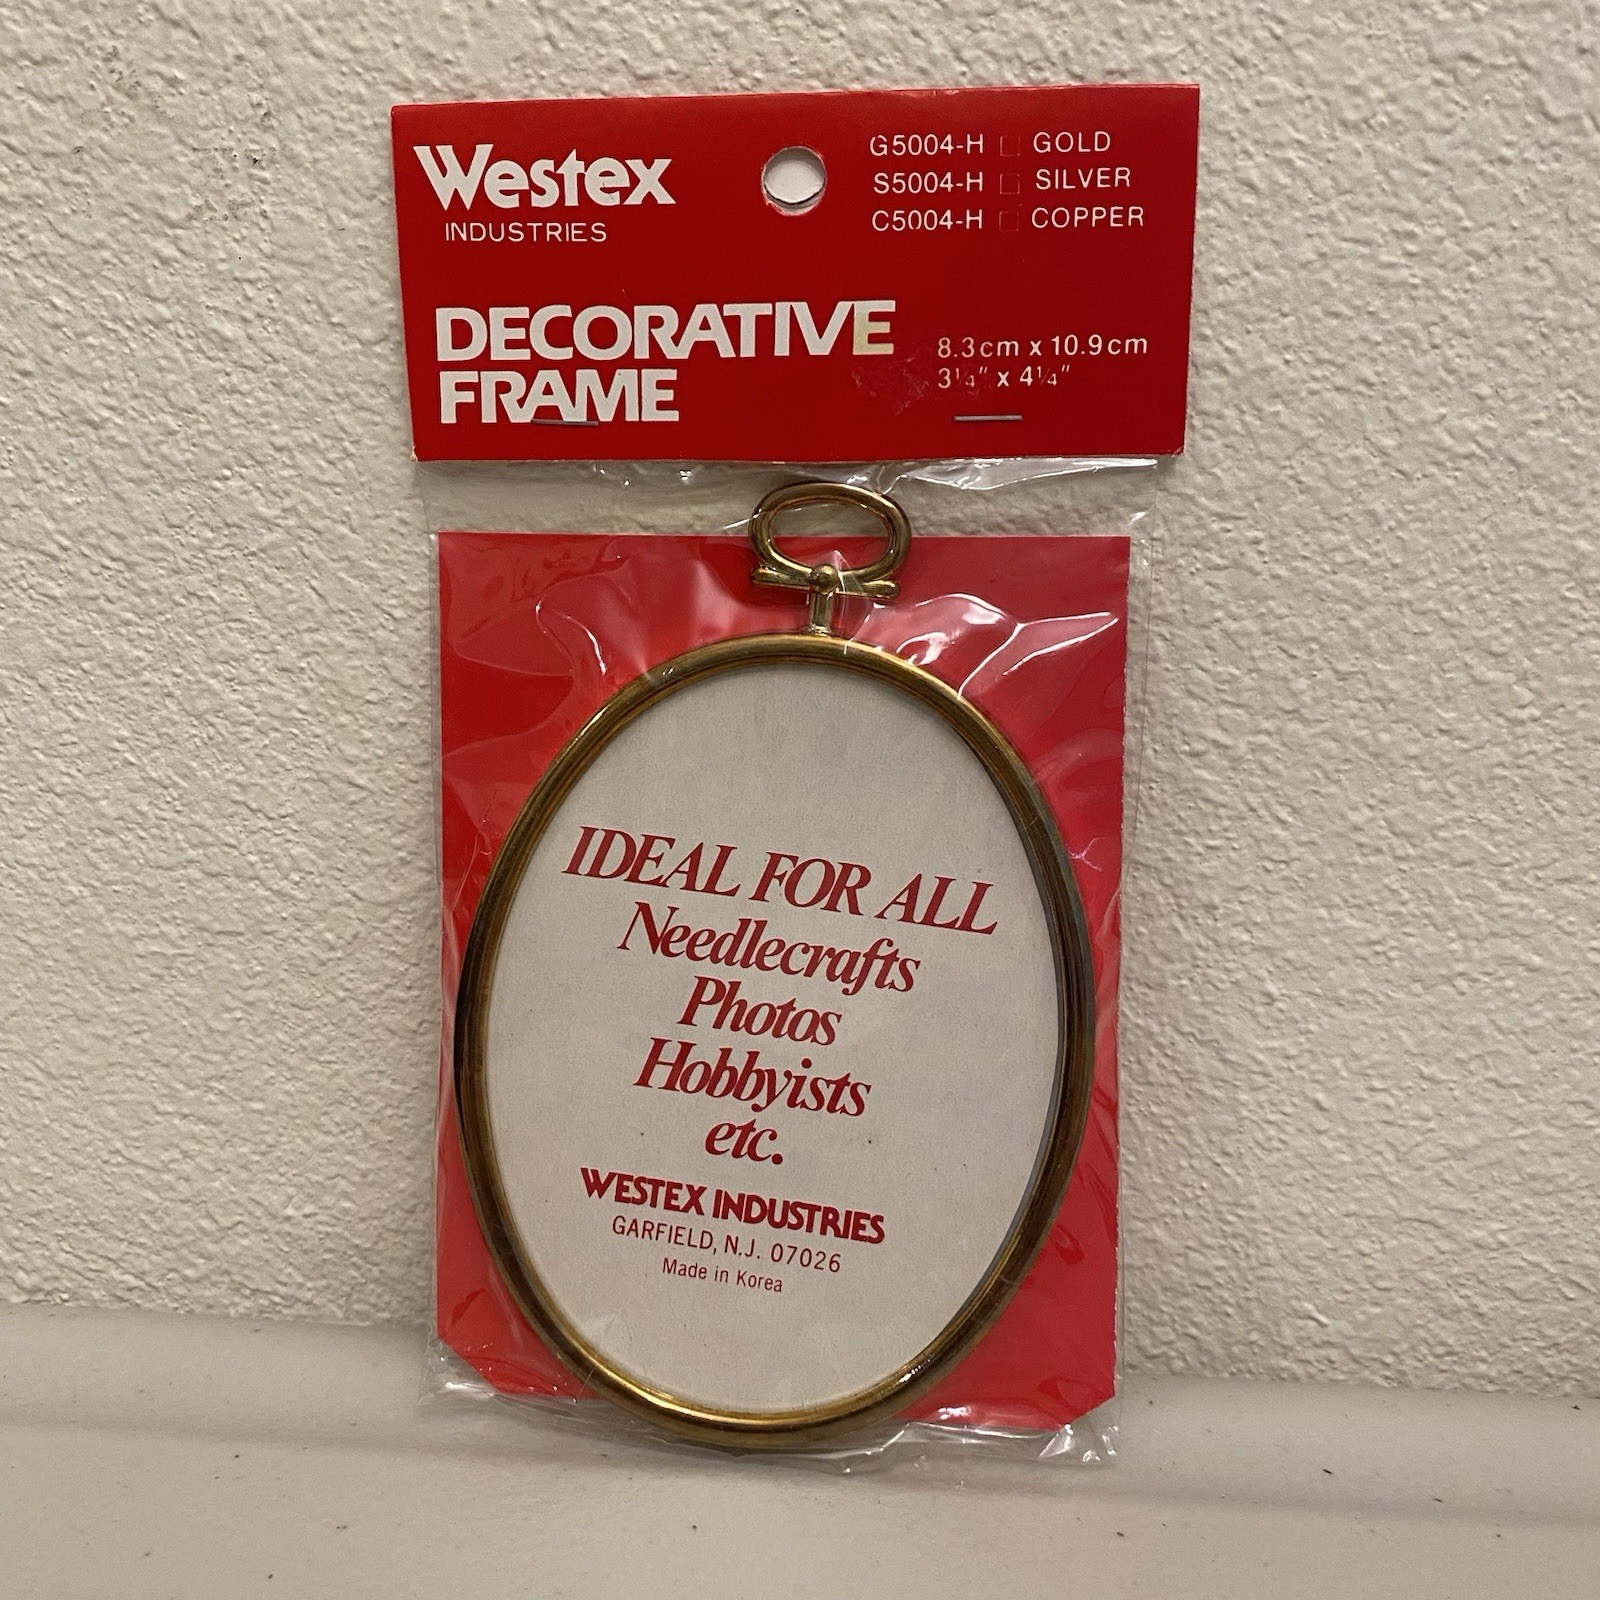 Westex
INDUSTRIES
G5004-H □ GOLD
S5004-H □ SILVER
C5004-H □ COPPER
DECORATIVE
FRAME
8.3cm x 10.9cm
3¼" x 4¼"
IDEAL FOR ALL
Needlecrafts
Photos
Hobbyists
etc.
WESTEX INDUSTRIES
GARFIELD, N.J. 07026
Made in Korea